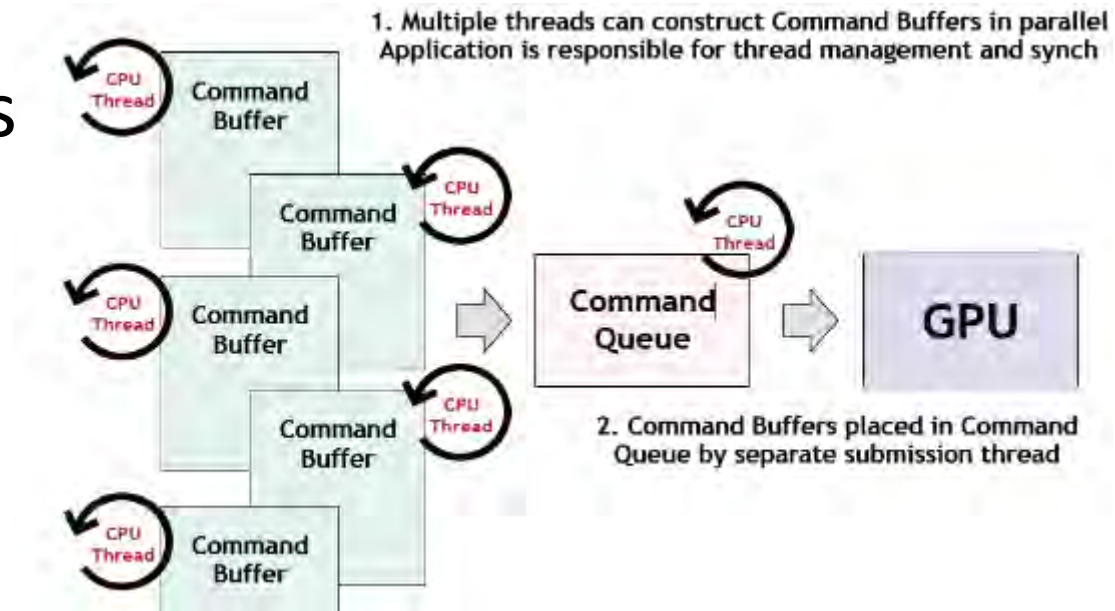 1. Multiple threads can construct Command Buffers in parallel
Application is responsible for thread management and synch
s
CPU
Thread
Command
Buffer
CPU
Thread
Command
Buffer
CPU
Thread
Command
Buffer
CPU
Thread
Command
Buffer
CPU
Thread
Command
Buffer
CPU
Thread
Command
Queue
GPU
2. Command Buffers placed in Command
Queue by separate submission thread